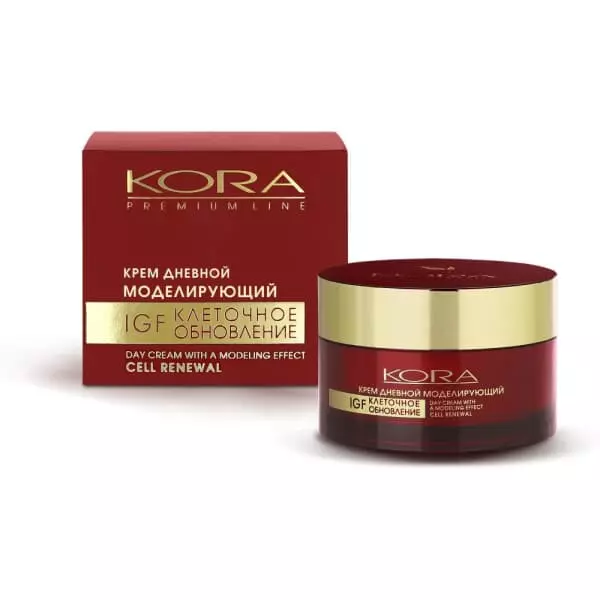 KORA
PREMIUM LINE
КРЕМ ДНЕВНОЙ
МОДЕЛИРУЮЩИЙ
IGF КЛЕТОЧНОЕ
ОБНОВЛЕНИЕ
DAY CREAM WITH A MODELING EFFECT
CELL RENEWAL
KORA
КРЕМ ДНЕВНОЙ МОДЕЛИРУЮЩИЙ
IGF КЛЕТОЧНОЕ
ОБНОВЛЕНИЕ
DAY CREAM WITH
A MODELING EFFECT
CELL RENEWAL